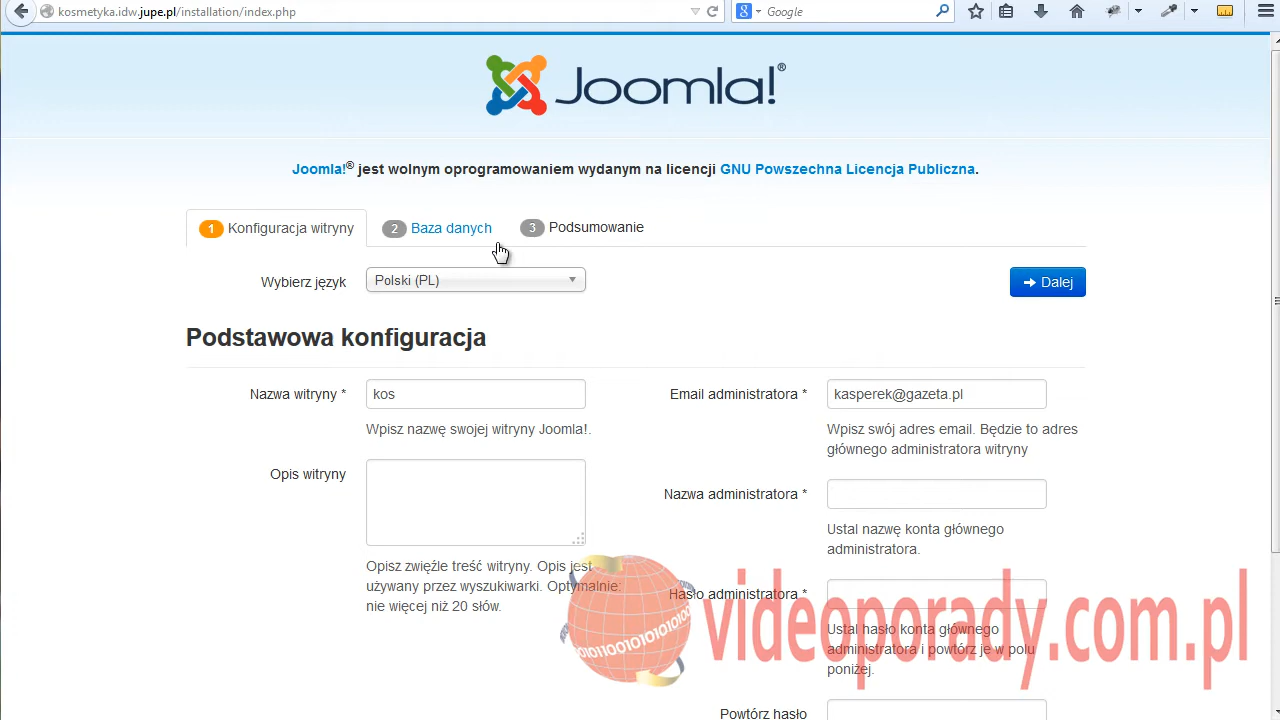 kosmetyka.idw.jupe.pl/installation/index.php
Google
Joomla!®
Joomla!® jest wolnym oprogramowaniem wydanym na licencji GNU Powszechna Licencja Publiczna.
1 Konfiguracja witryny 2 Baza danych 3 Podsumowanie
Wybierz język Polski (PL) Dalej
Podstawowa konfiguracja
Nazwa witryny * kos
Wpisz nazwę swojej witryny Joomla!.
Opis witryny
Opisz zwięźle treść witryny. Opis jest
używany przez wyszukiwarki. Optymalnie:
nie więcej niż 20 słów.
Email administratora * kasperek@gazeta.pl
Wpisz swój adres email. Będzie to adres
głównego administratora witryny
Nazwa administratora *
Ustal nazwę konta głównego
administratora.
Hasło administratora *
Ustal hasło konta głównego
administratora i powtórz je w polu
poniżej.
Powtórz hasło
videoporady.com.pl